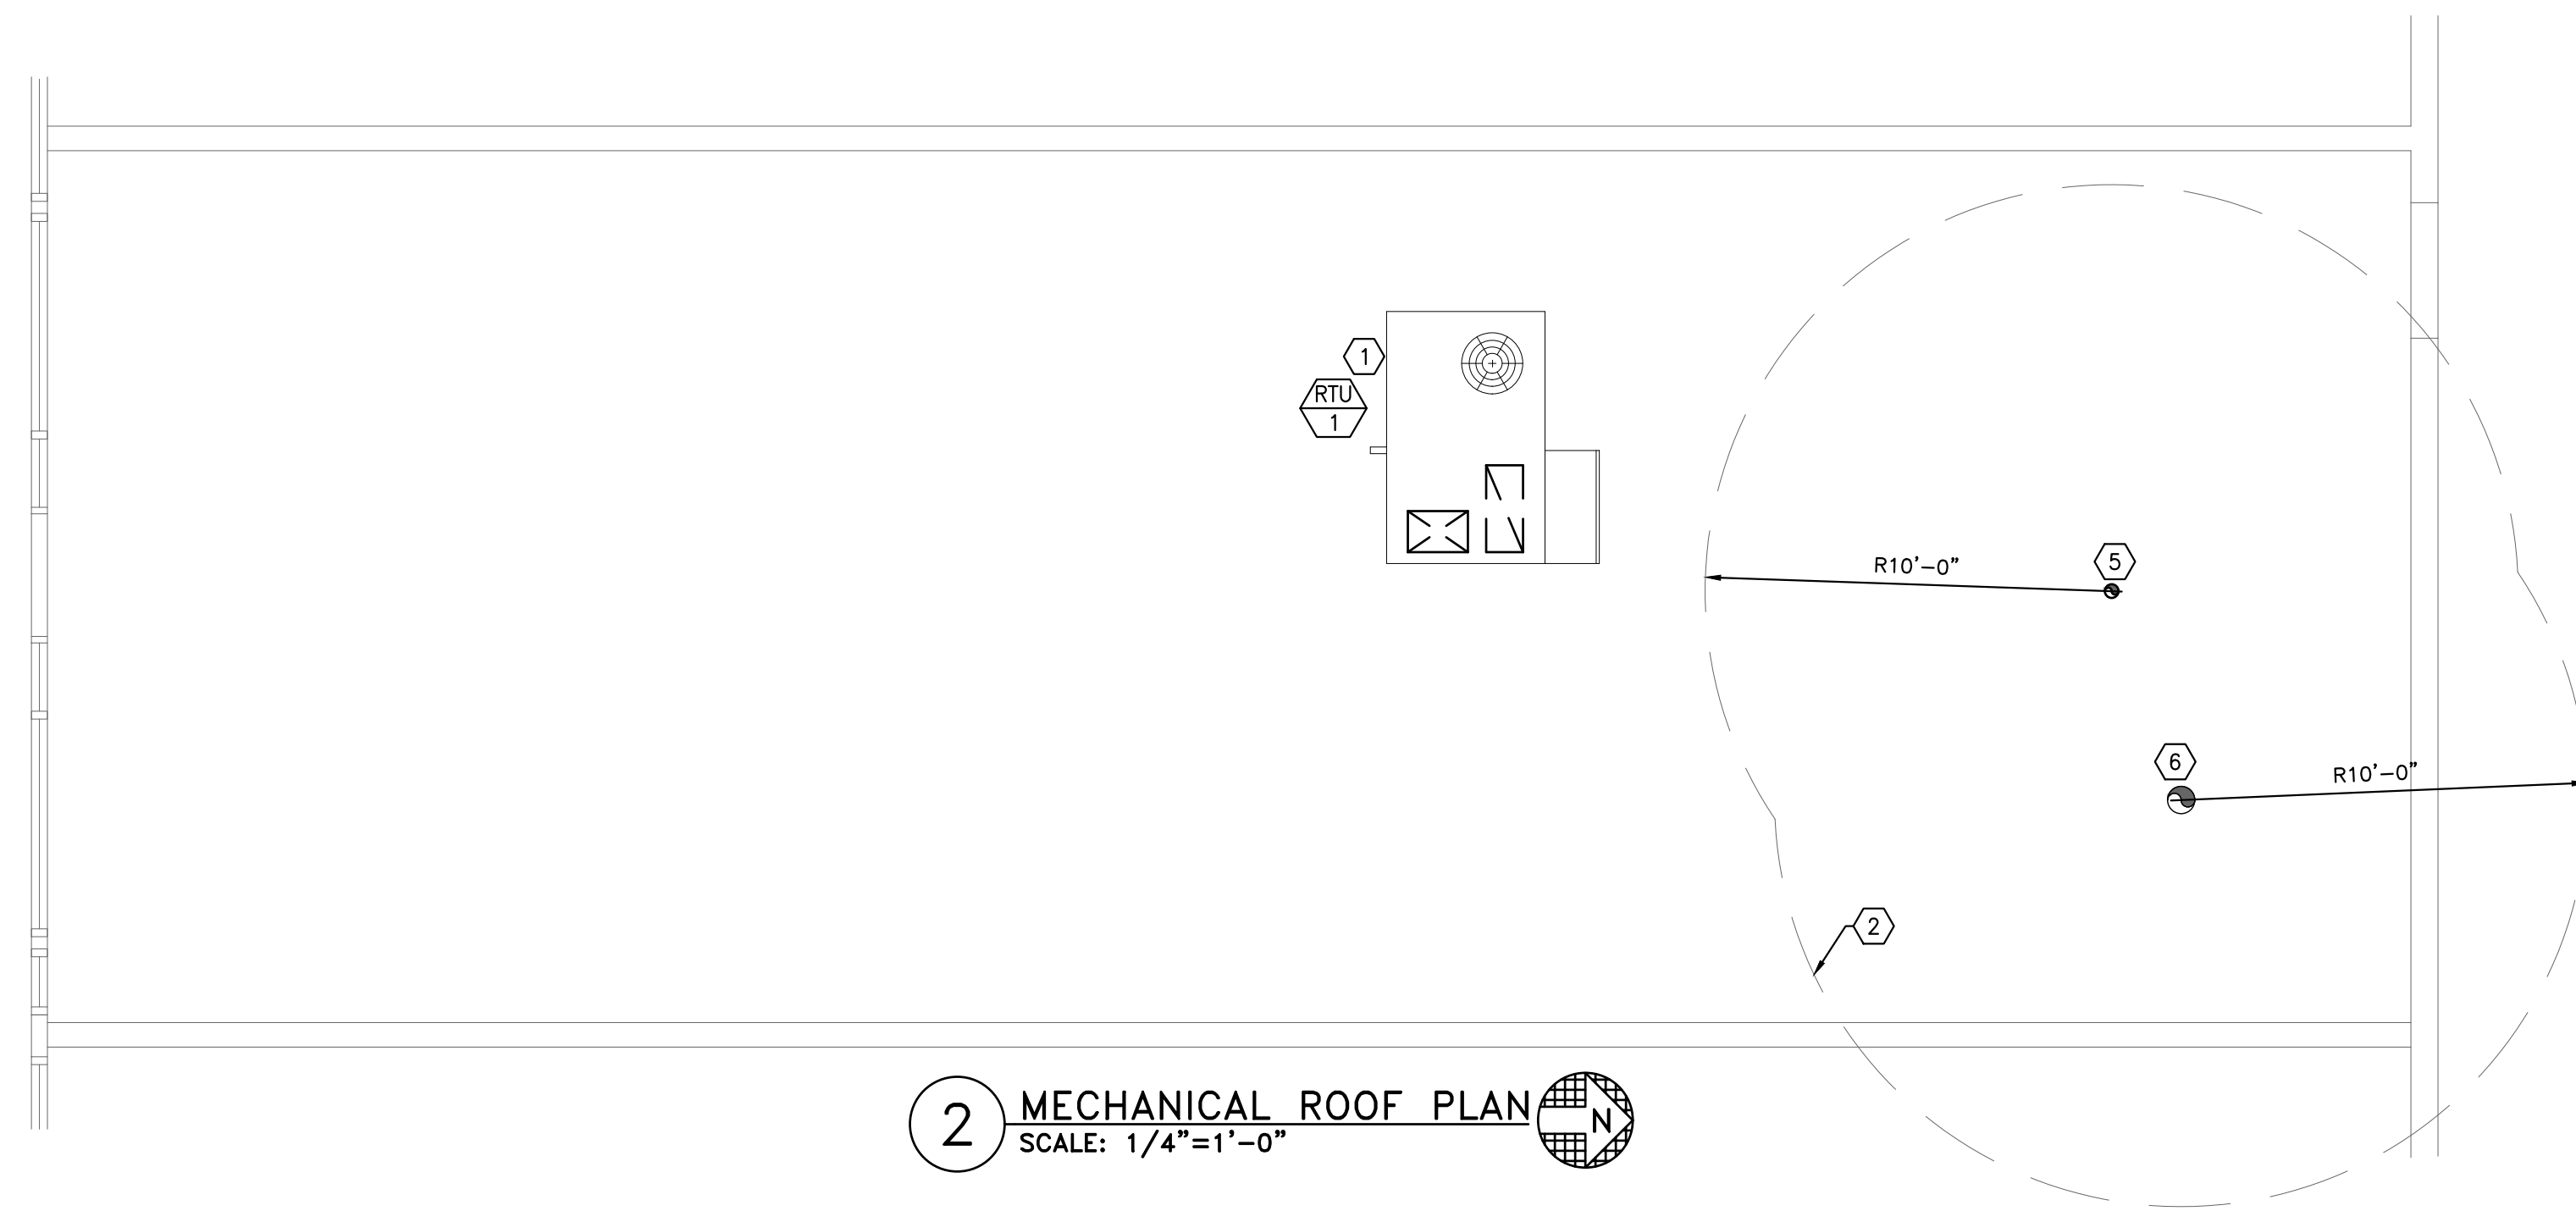 1
RTU
1
5
R10'-0"
6
R10'-0"
2
2
MECHANICAL ROOF PLAN
N
SCALE: 1/4"=1'-0"